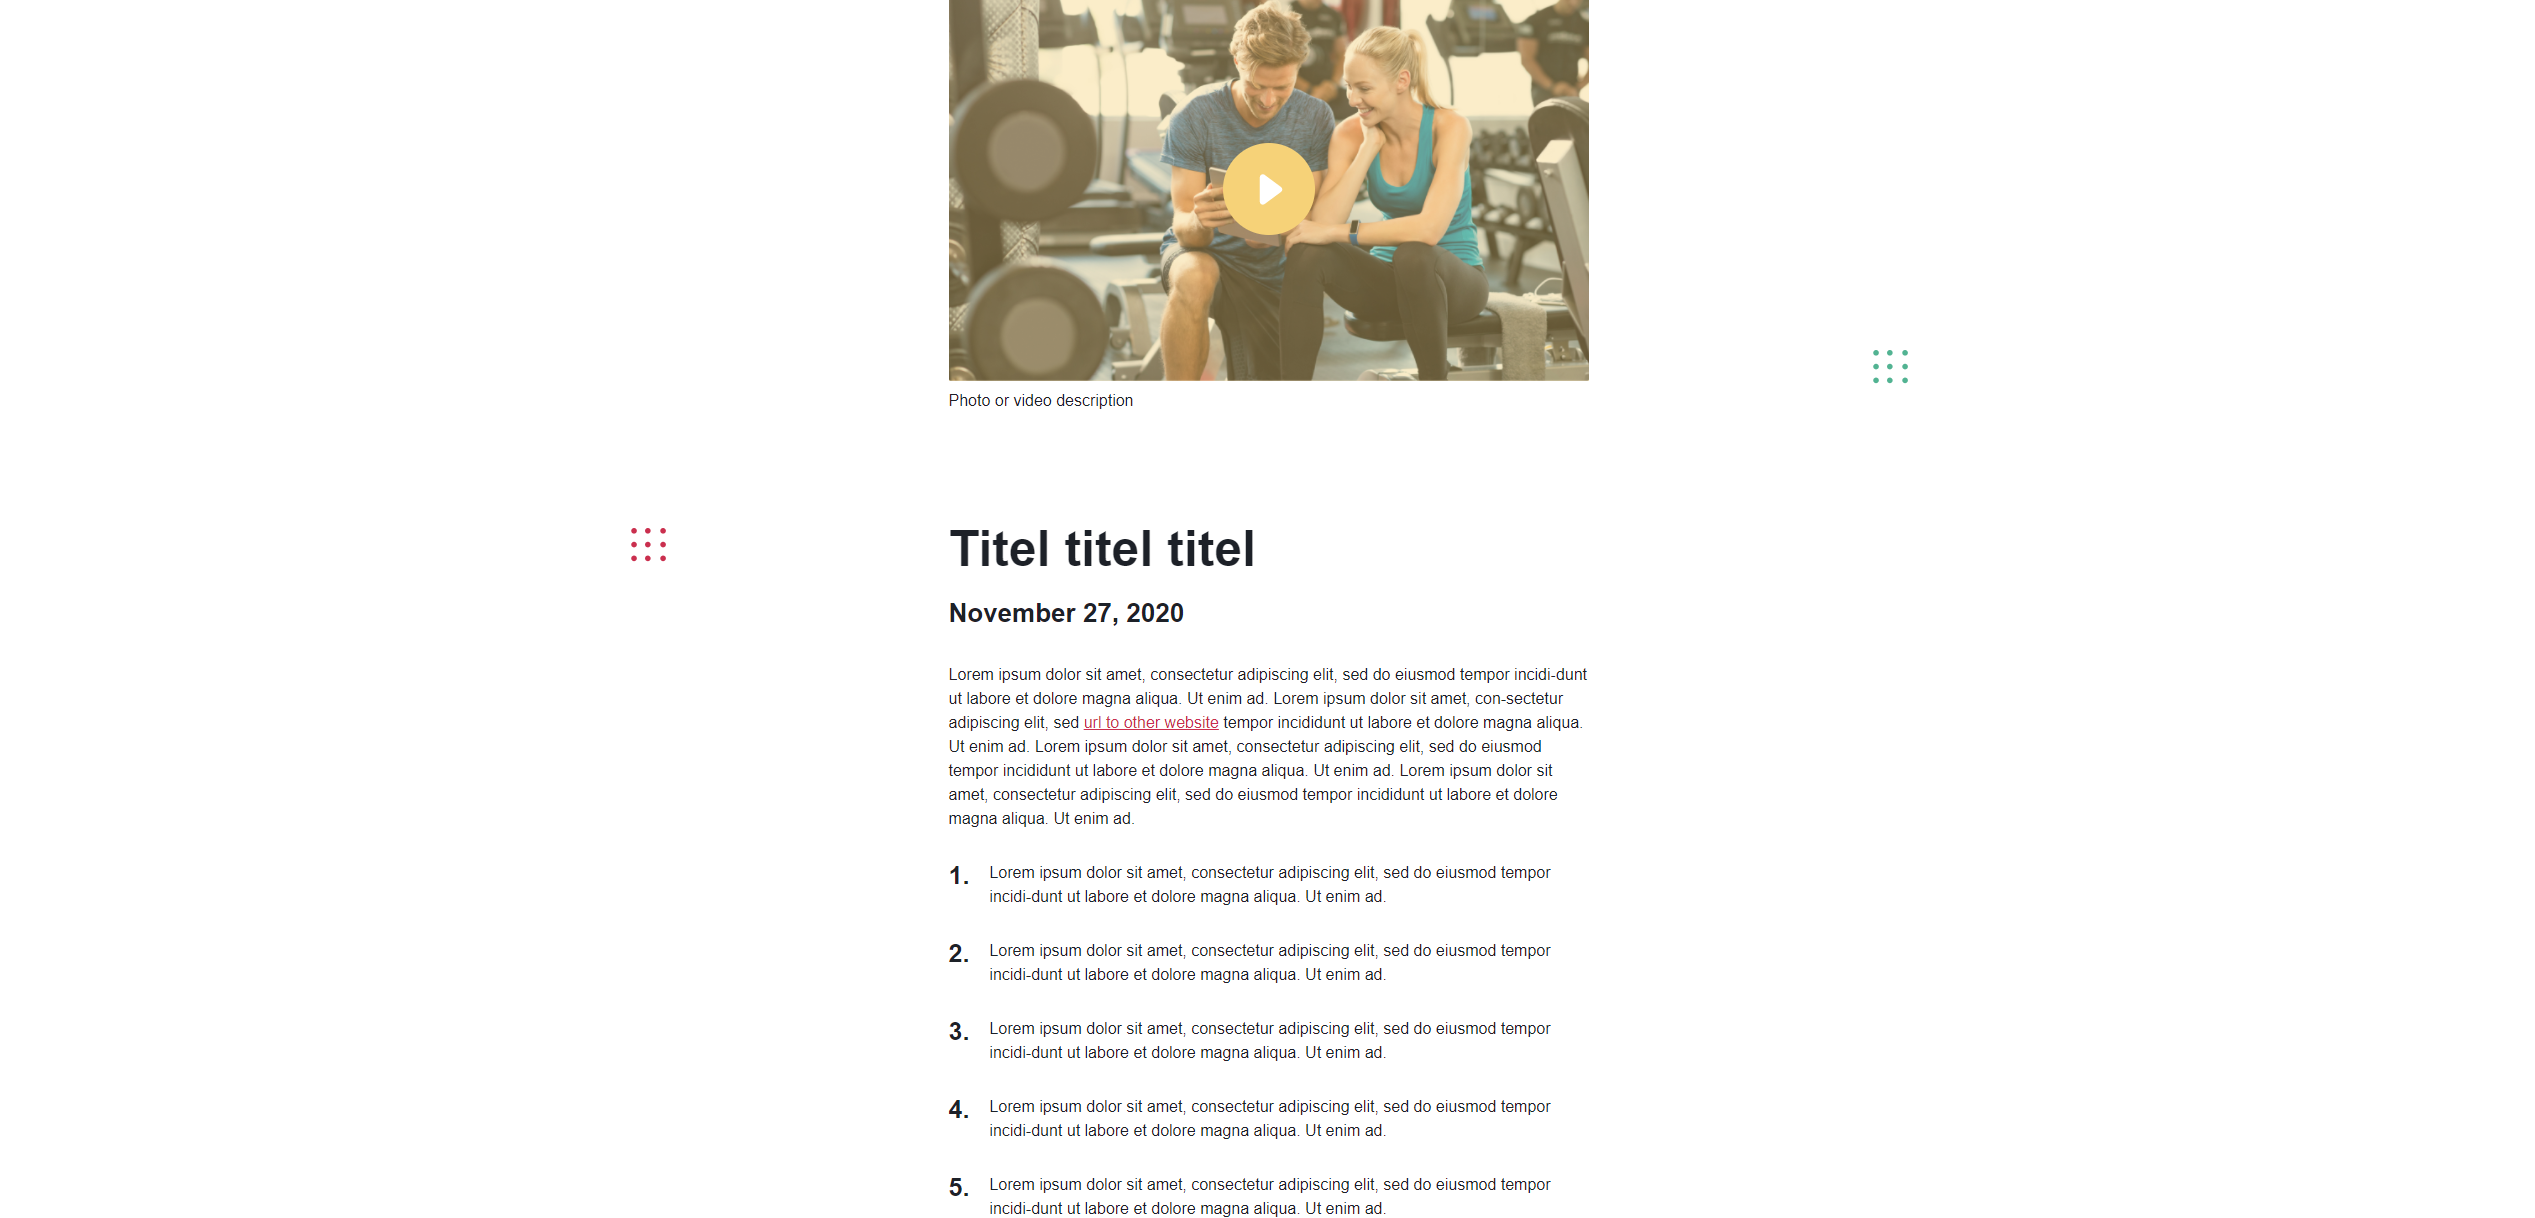 Photo or video description
Titel titel titel
November 27, 2020
Lorem ipsum dolor sit amet, consectetur adipiscing elit, sed do eiusmod tempor incidi-dunt
ut labore et dolore magna aliqua. Ut enim ad. Lorem ipsum dolor sit amet, con-sectetur
adipiscing elit, sed url to other website tempor incididunt ut labore et dolore magna aliqua.
Ut enim ad. Lorem ipsum dolor sit amet, consectetur adipiscing elit, sed do eiusmod
tempor incididunt ut labore et dolore magna aliqua. Ut enim ad. Lorem ipsum dolor sit
amet, consectetur adipiscing elit, sed do eiusmod tempor incididunt ut labore et dolore
magna aliqua. Ut enim ad.
1. Lorem ipsum dolor sit amet, consectetur adipiscing elit, sed do eiusmod tempor
incidi-dunt ut labore et dolore magna aliqua. Ut enim ad.
2. Lorem ipsum dolor sit amet, consectetur adipiscing elit, sed do eiusmod tempor
incidi-dunt ut labore et dolore magna aliqua. Ut enim ad.
3. Lorem ipsum dolor sit amet, consectetur adipiscing elit, sed do eiusmod tempor
incidi-dunt ut labore et dolore magna aliqua. Ut enim ad.
4. Lorem ipsum dolor sit amet, consectetur adipiscing elit, sed do eiusmod tempor
incidi-dunt ut labore et dolore magna aliqua. Ut enim ad.
5. Lorem ipsum dolor sit amet, consectetur adipiscing elit, sed do eiusmod tempor
incidi-dunt ut labore et dolore magna aliqua. Ut enim ad.